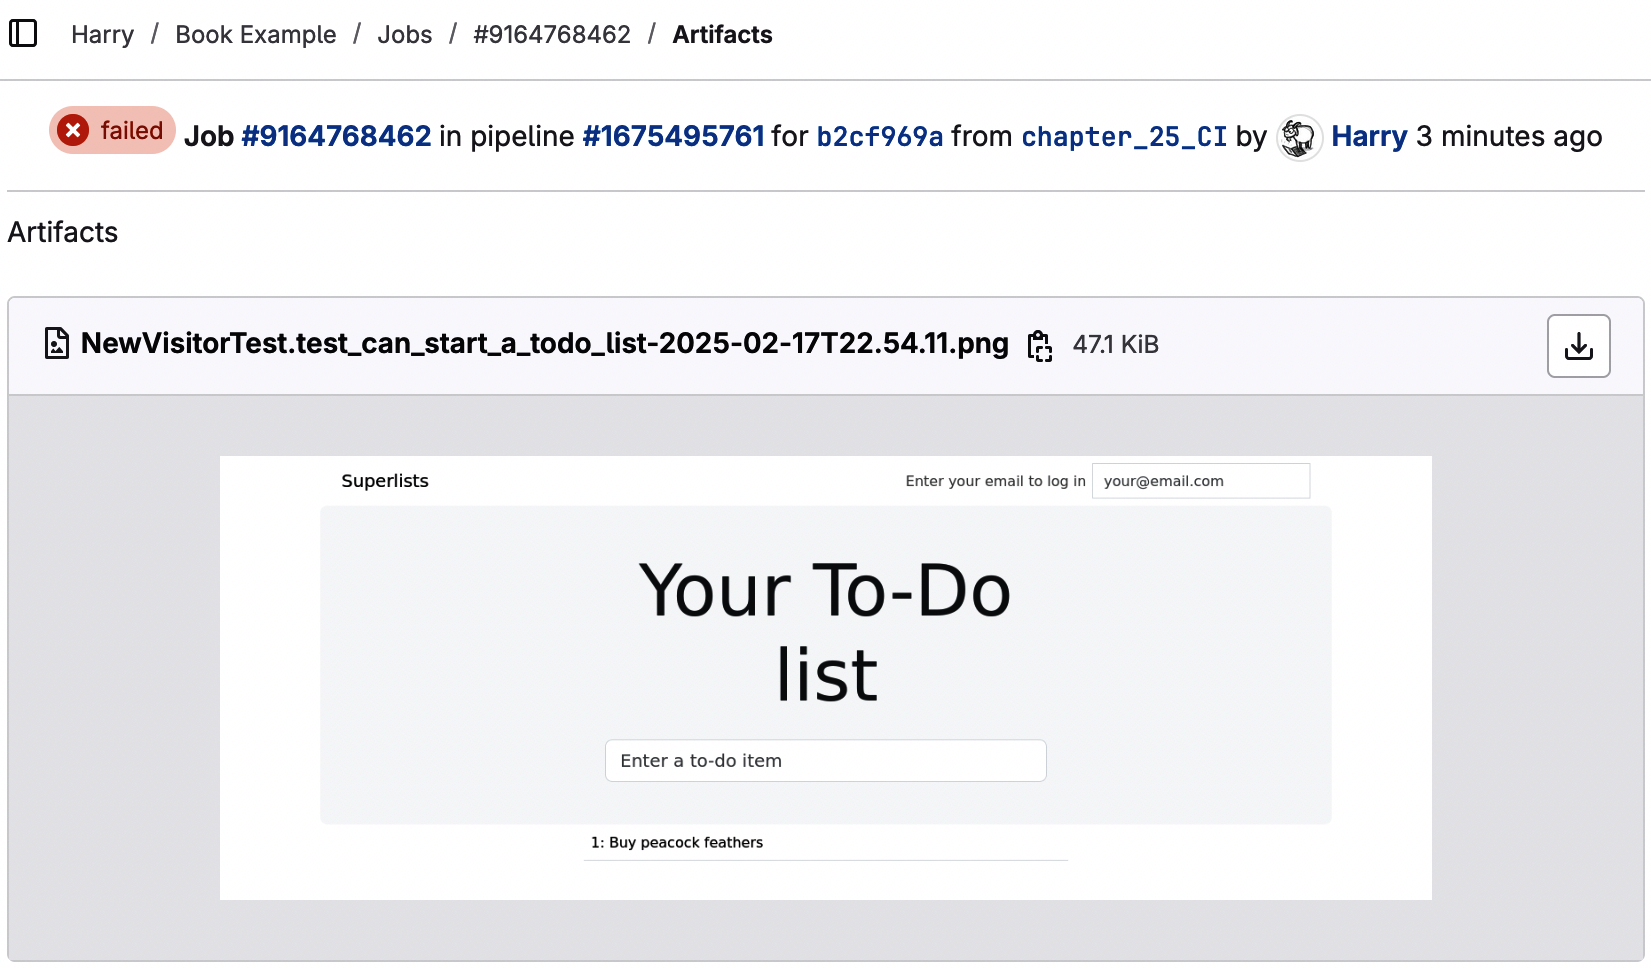 Harry / Book Example / Jobs / #9164768462 / Artifacts
failed Job #9164768462 in pipeline #1675495761 for b2cf969a from chapter_25_CI by Harry 3 minutes ago
Artifacts
NewVisitorTest.test_can_start_a_todo_list-2025-02-17T22.54.11.png 47.1 KiB
Superlists Enter your email to log in your@email.com
Your To-Do
list
Enter a to-do item
1: Buy peacock feathers